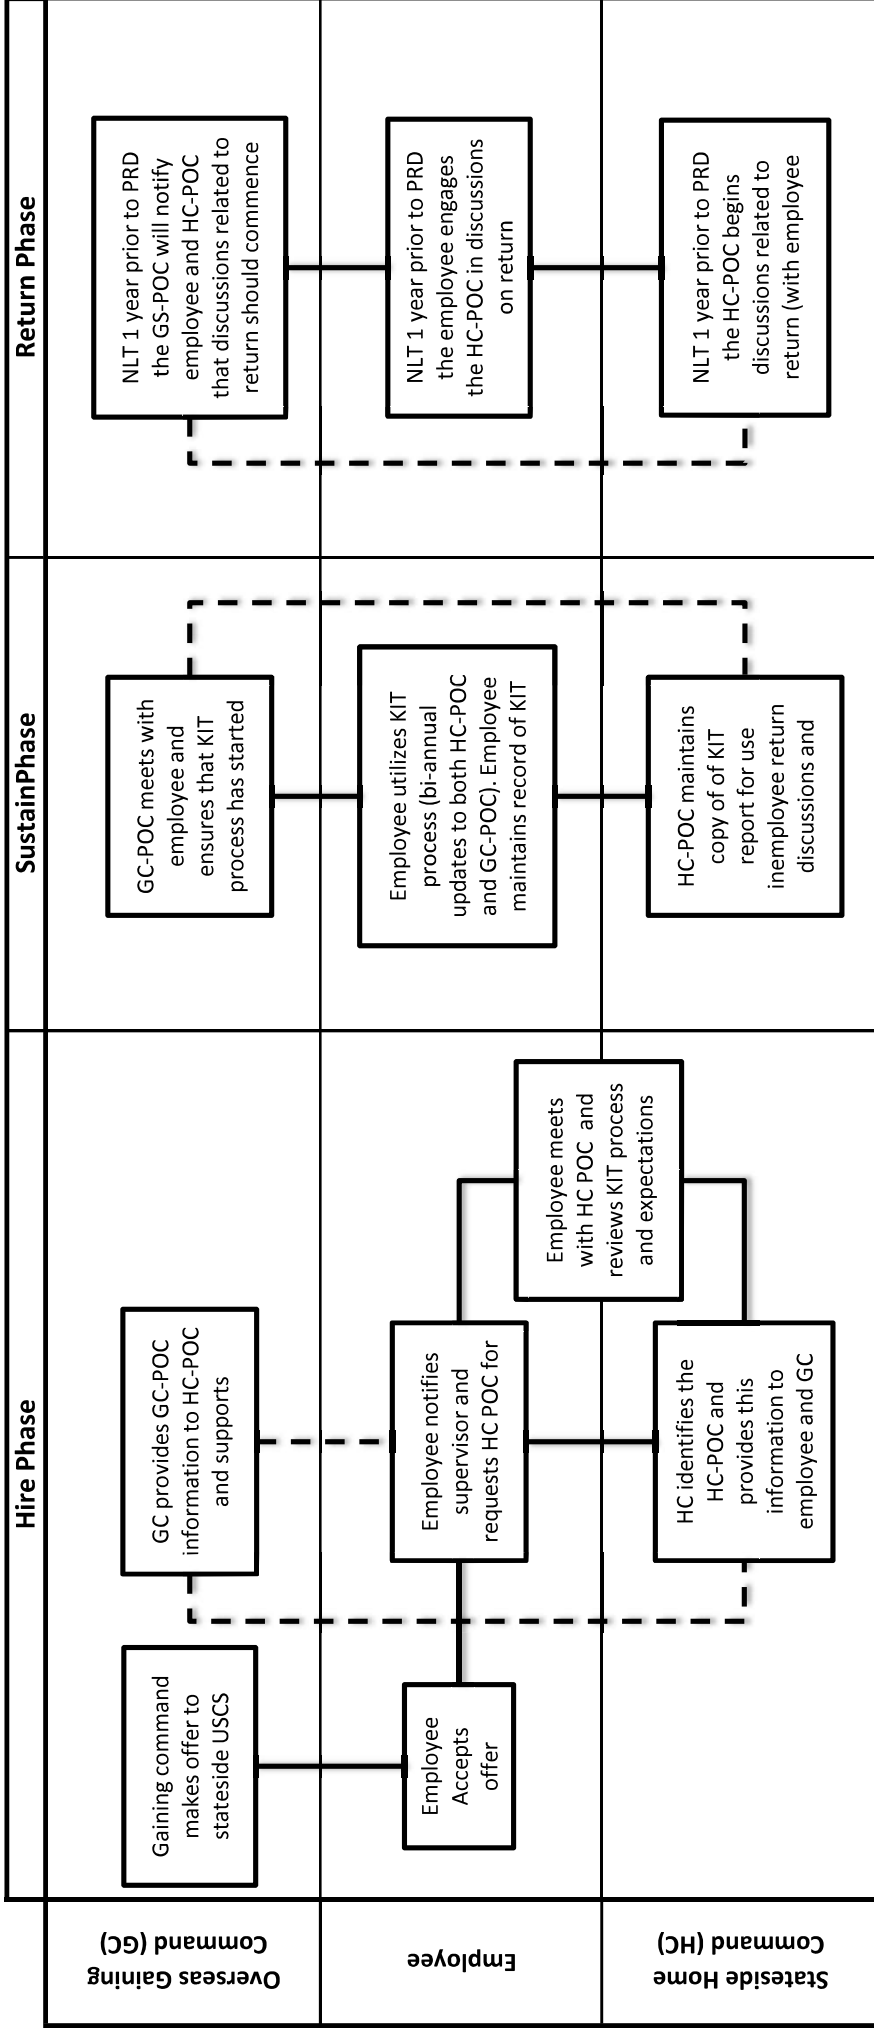 Hire Phase
SustainPhase
Return Phase
Overseas Gaining
Command (GC)
Gaining command
makes offer to
stateside USCS
GC provides GC-POC
information to HC-POC
and supports
GC-POC meets with
employee and
ensures that KIT
process has started
NLT 1 year prior to PRD
the GS-POC will notify
employee and HC-POC
that discussions related to
return should commence
Employee
Employee
Accepts
offer
Employee notifies
supervisor and
requests HC POC for
Employee meets
with HC POC and
reviews KIT process
and expectations
Employee utilizes KIT
process (bi-annual
updates to both HC-POC
and GC-POC). Employee
maintains record of KIT
NLT 1 year prior to PRD
the employee engages
the HC-POC in discussions
on return
Stateside Home
Command (HC)
HC identifies the
HC-POC and
provides this
information to
employee and GC
HC-POC maintains
copy of of KIT
report for use
inemployee return
discussions and
NLT 1 year prior to PRD
the HC-POC begins
discussions related to
return (with employee